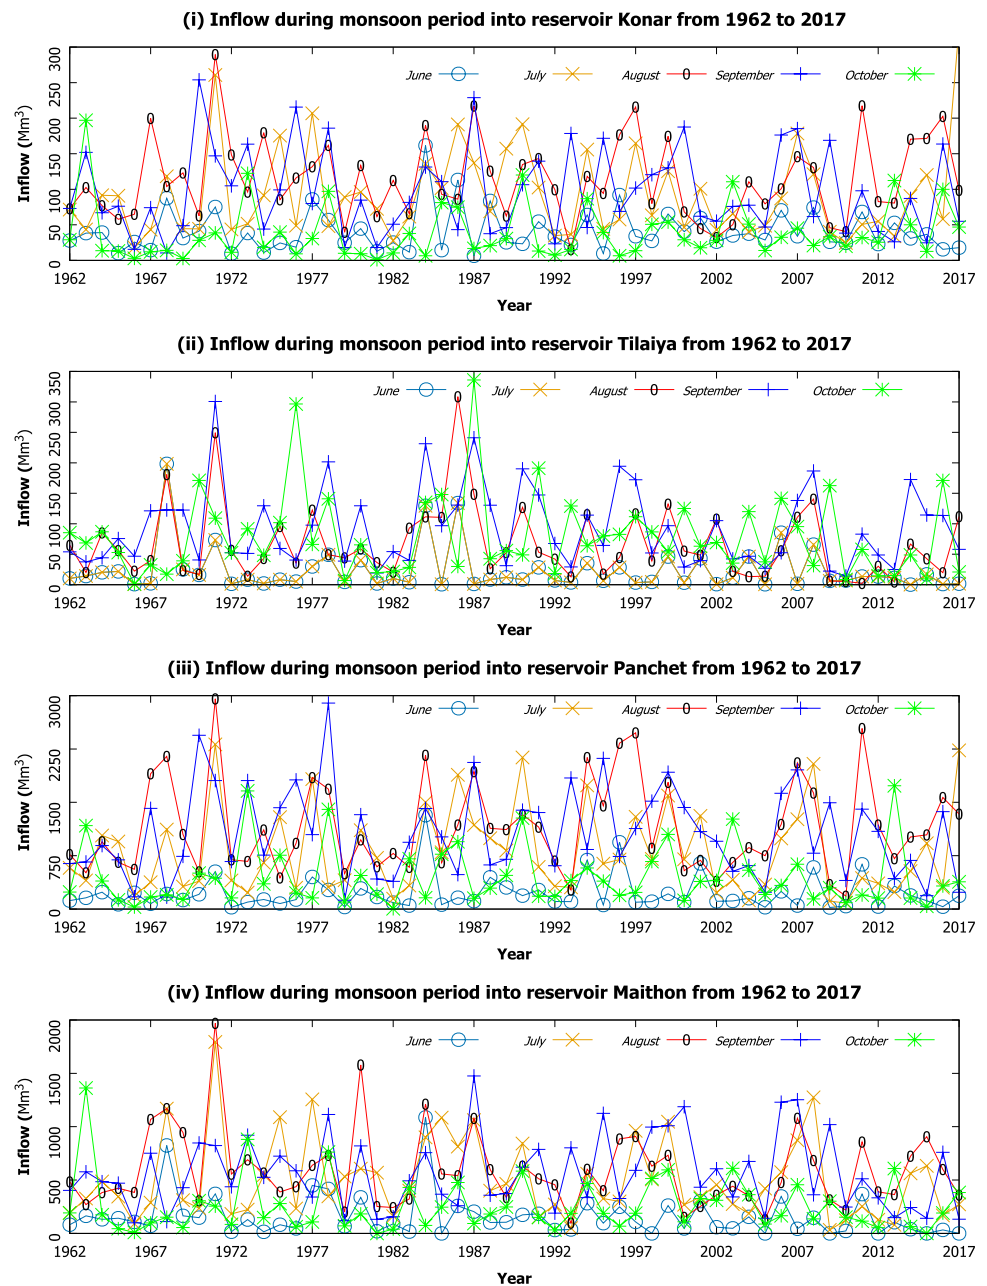 (i) Inflow during monsoon period into reservoir Konar from 1962 to 2017
Inflow (Mm³)
300
250
200
150
100
50
0
June July August September October
1962 1967 1972 1977 1982 1987 1992 1997 2002 2007 2012 2017
Year
(ii) Inflow during monsoon period into reservoir Tilaiya from 1962 to 2017
Inflow (Mm³)
350
300
250
200
150
100
50
0
June July August September October
1962 1967 1972 1977 1982 1987 1992 1997 2002 2007 2012 2017
Year
(iii) Inflow during monsoon period into reservoir Panchet from 1962 to 2017
Inflow (Mm³)
3000
2250
1500
750
0
June July August September October
1962 1967 1972 1977 1982 1987 1992 1997 2002 2007 2012 2017
Year
(iv) Inflow during monsoon period into reservoir Maithon from 1962 to 2017
Inflow (Mm³)
2000
1500
1000
500
0
June July August September October
1962 1967 1972 1977 1982 1987 1992 1997 2002 2007 2012 2017
Year